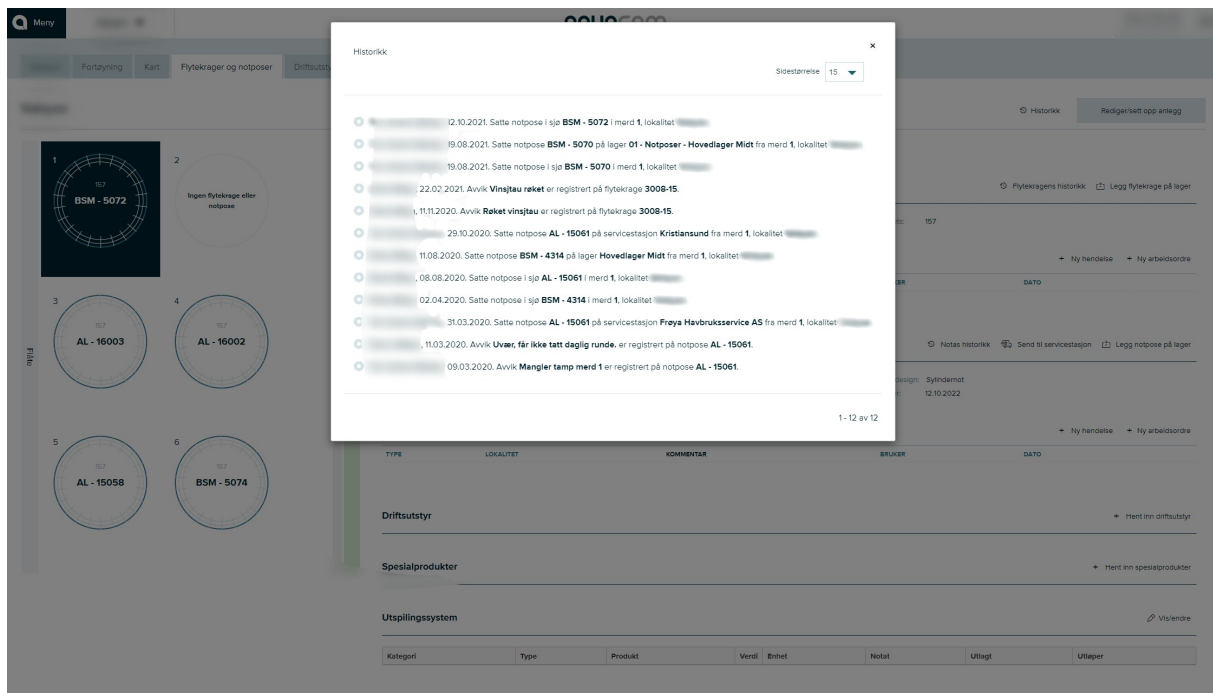 Meny
Historikk
×
Sidestørrelse 15
Fortøyning Kart Flytekrager og notposer
Historikk Rediger/sett opp anlegg
12.10.2021. Satte notpose i sjø BSM - 5072 i merd 1, lokalitet
19.08.2021. Satte notpose BSM - 5070 på lager 01 - Notposer - Hovedlager Midt fra merd 1, lokalitet
19.08.2021. Satte notpose i sjø BSM - 5070 i merd 1, lokalitet
, 22.02.2021. Avvik Vinsjtau røket er registrert på flytekrage 3008-15.
, 11.11.2020. Avvik Røket vinsjtau er registrert på flytekrage 3008-15.
29.10.2020. Satte notpose AL - 15061 på servicestasjon Kristiansund fra merd 1, lokalitet
, 11.08.2020. Satte notpose BSM - 4314 på lager Hovedlager Midt fra merd 1, lokalitet
, 08.08.2020. Satte notpose i sjø AL - 15061 i merd 1, lokalitet
02.04.2020. Satte notpose i sjø BSM - 4314 i merd 1, lokalitet
31.03.2020. Satte notpose AL - 15061 på servicestasjon Frøya Havbruksservice AS fra merd 1, lokalitet
, 11.03.2020. Avvik Uvær, får ikke tatt daglig runde. er registrert på notpose AL - 15061.
09.03.2020. Avvik Mangler tamp merd 1 er registrert på notpose AL - 15061.
1 - 12 av 12
1
157
BSM - 5072
2
Ingen flytekrage eller
notpose
3
157
AL - 16003
4
157
AL - 16002
Flåte
5
157
AL - 15058
6
157
BSM - 5074
Flytekragens historikk Legg flytekrage på lager
157
+ Ny hendelse + Ny arbeidsordre
DATO
Notas historikk Send til servicestasjon Legg notpose på lager
design: Sylindernot
12.10.2022
+ Ny hendelse + Ny arbeidsordre
TYPE LOKALITET KOMMENTAR BRUKER DATO
Driftsutstyr + Hent inn driftsutstyr
Spesialprodukter + Hent inn spesialprodukter
Utspilingssystem Vis/endre
Kategori Type Produkt Verdi Enhet Notat Utlagt Utløper